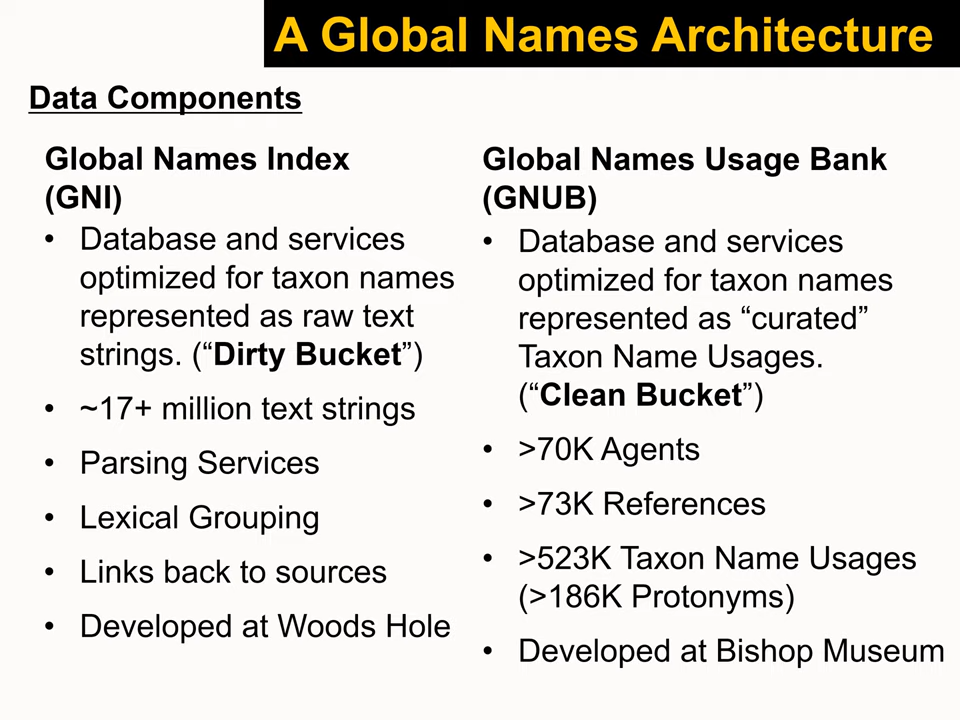 A Global Names Architecture
Data Components
Global Names Index
(GNI)
• Database and services
optimized for taxon names
represented as raw text
strings. (“Dirty Bucket”)
• ~17+ million text strings
• Parsing Services
• Lexical Grouping
• Links back to sources
• Developed at Woods Hole
Global Names Usage Bank
(GNUB)
• Database and services
optimized for taxon names
represented as “curated”
Taxon Name Usages.
(“Clean Bucket”)
• >70K Agents
• >73K References
• >523K Taxon Name Usages
(>186K Protonyms)
• Developed at Bishop Museum